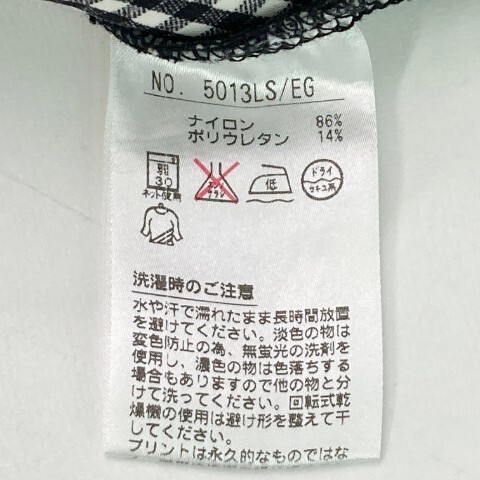 NO. 5013LS/EG
ナイロン 86%
ポリウレタン 14%
弱
30
ネット使用
エンソサラシ
低
ドライ
セキユ系
洗濯時のご注意
水や汗で濡れたまま長時間放置
を避けてください。淡色の物は
変色防止の為、無蛍光の洗剤を
使用し、濃色の物は色落ちする
場合もありますので他の物と分
けて洗ってください。回転式乾
燥機の使用は避け形を整えて干
してください。
プリントは永久的なものではな